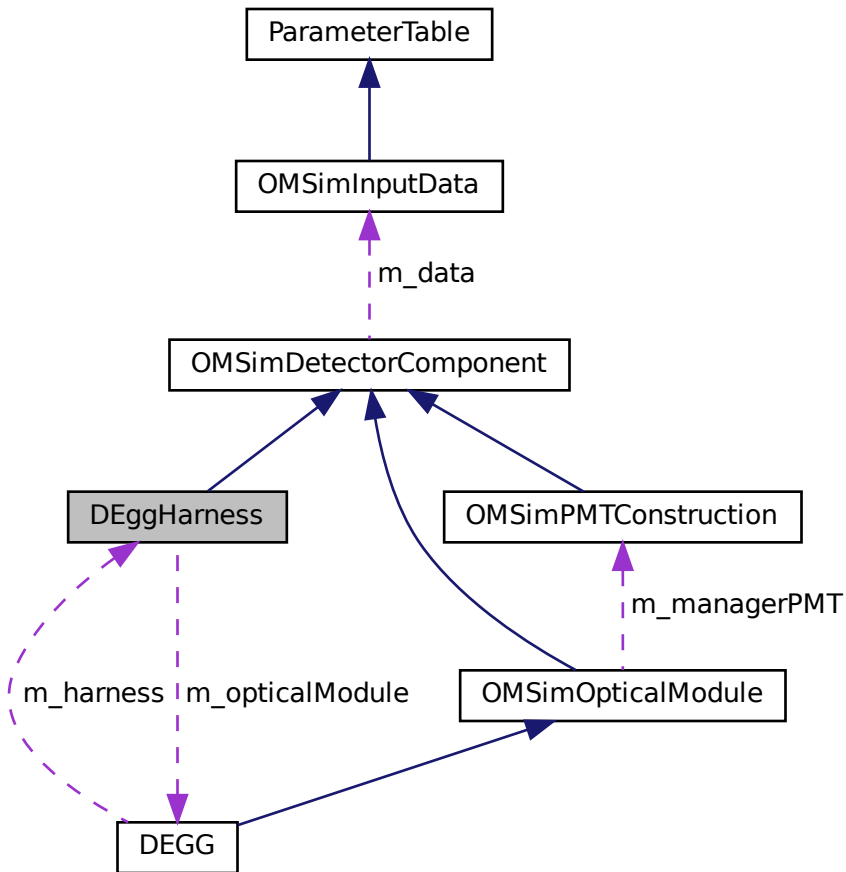 ParameterTable
OMSimInputData
m_data
OMSimDetectorComponent
DEggHarness
OMSimPMTConstruction
m_managerPMT
m_harness
m_opticalModule
OMSimOpticalModule
DEGG